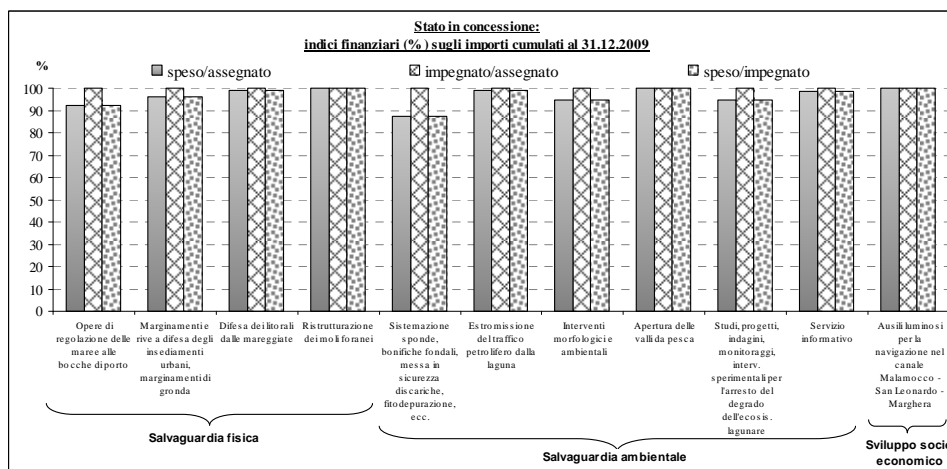 Stato in concessione:
indici finanziari (%) sugli importi cumulati al 31.12.2009
%
speso/assegnato
impegnato/assegnato
speso/impegnato
100
90
80
70
60
50
40
30
20
10
0
Opere di
regolazione delle
maree alle
bocche di porto
Marginamenti e
rive a difesa degli
insediamenti
urbani,
marginamenti di
gronda
Difesa dei litorali
dalle mareggiate
Ristrutturazione
dei moli foranei
Sistemazione
sponde,
bonifiche fondali,
messa in
sicurezza
discariche,
fitodepurazione,
ecc.
Estromissione
del traffico
petrolifero dalla
laguna
Interventi
morfologici e
ambientali
Apertura delle
valli da pesca
Studi, progetti,
indagini,
monitoraggi,
interv.
sperimentali per
l'arresto del
degrado
dell'ecosis.
lagunare
Servizio
informativo
Ausili luminosi
per la
navigazione nel
canale
Malamocco -
San Leonardo -
Marghera
Salvaguardia fisica
Salvaguardia ambientale
Sviluppo socio
economico